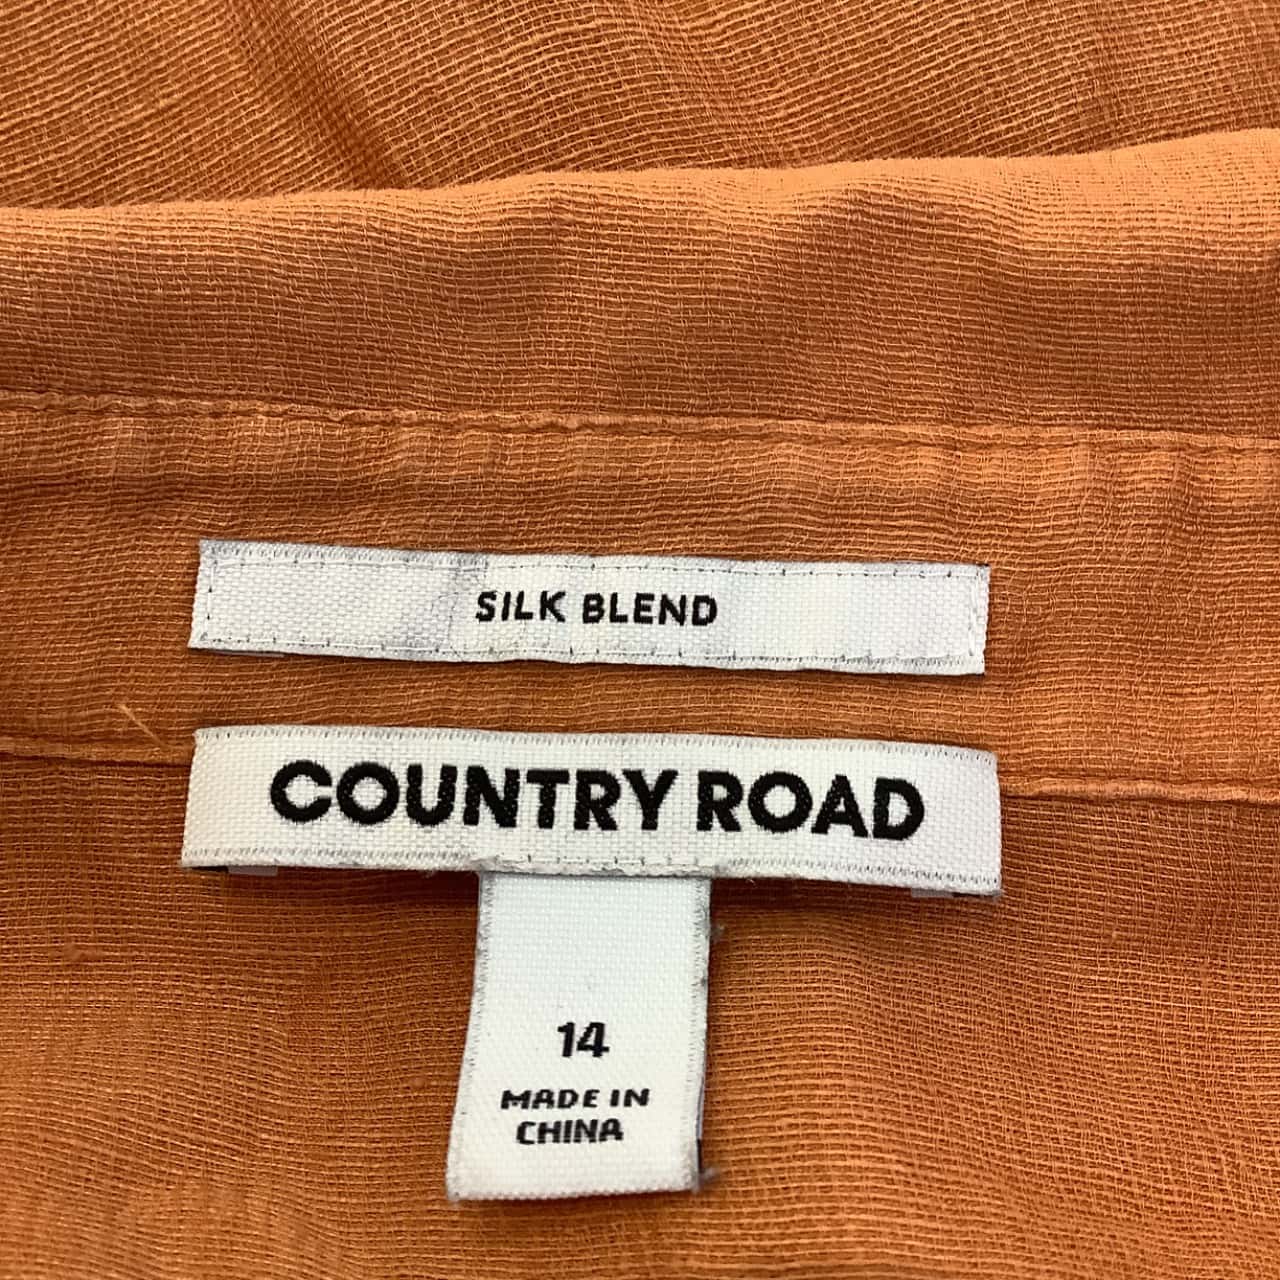 SILK BLEND
COUNTRY ROAD
14
MADE IN
CHINA